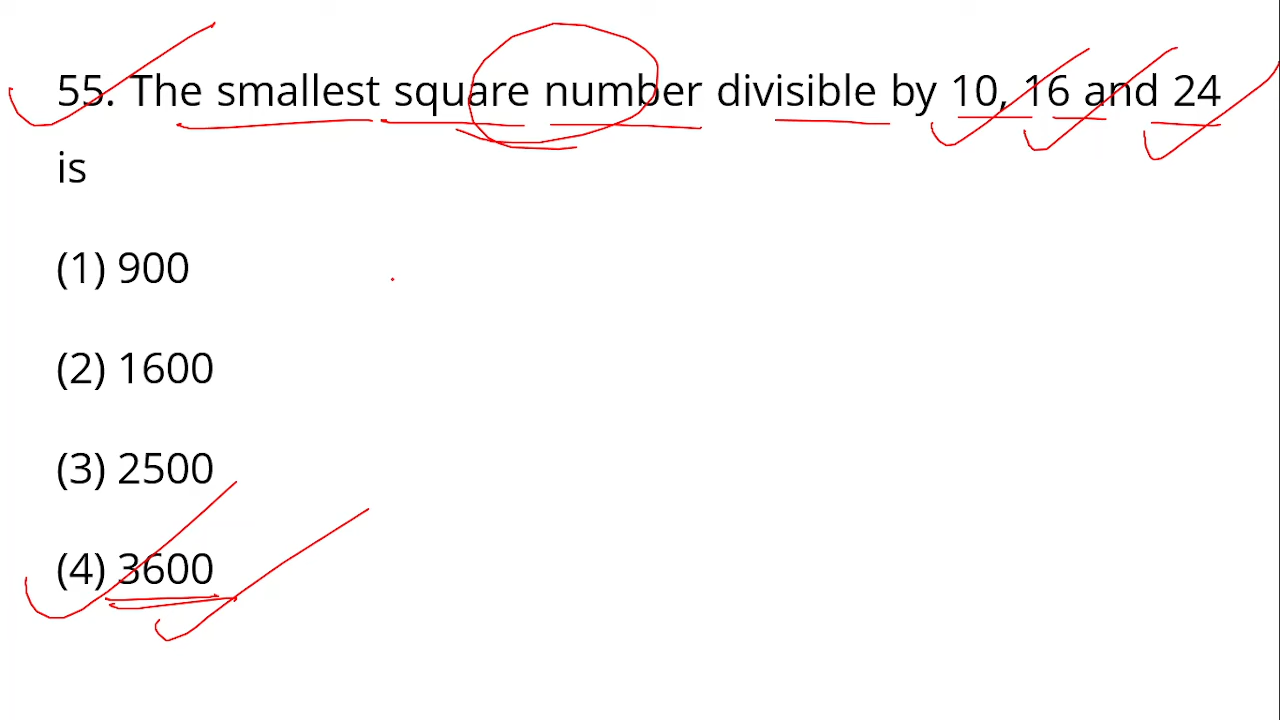 55. The smallest square number divisible by 10, 16 and 24
is
(1) 900
(2) 1600
(3) 2500
(4) 3600